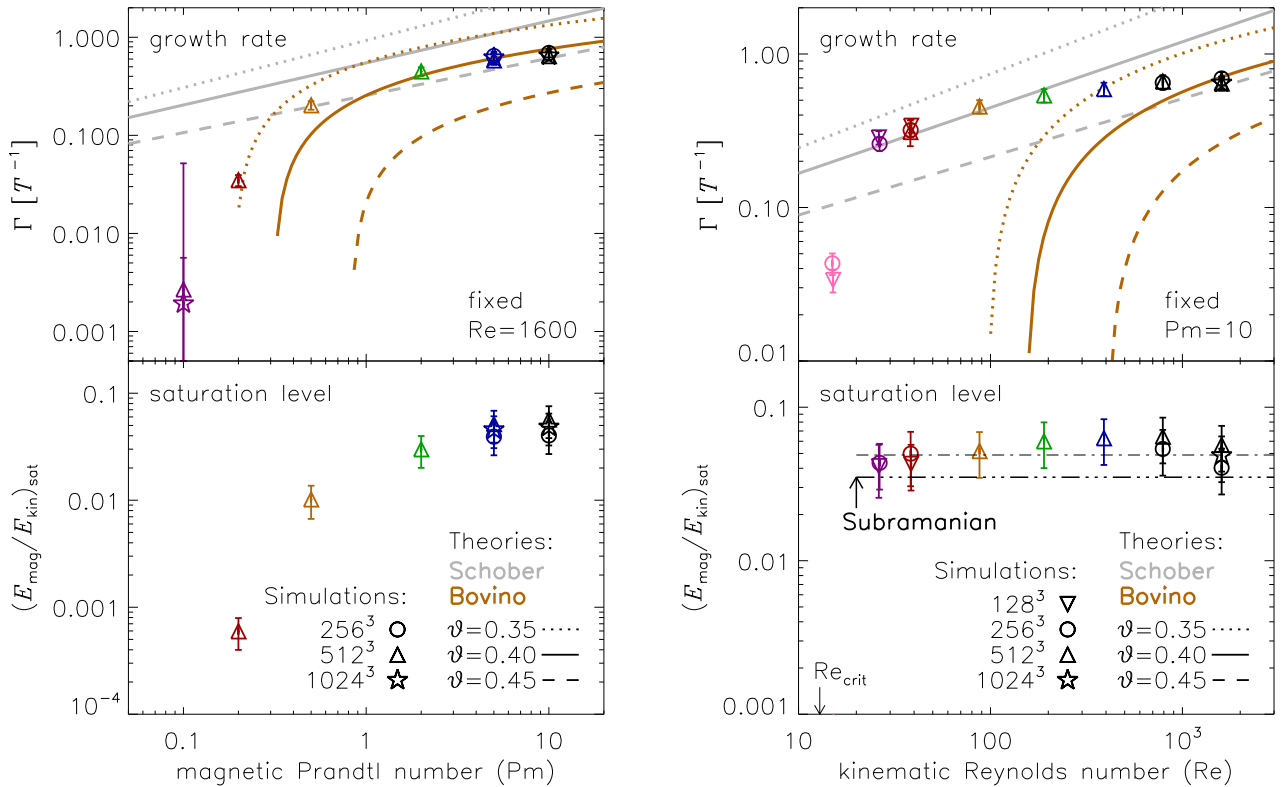 growth rate
Γ [T⁻¹]
1.000
0.100
0.010
0.001
fixed
Re=1600
saturation level
(E_mag/E_kin)_sat
0.1
0.01
0.001
10⁻⁴
Theories:
Schober
Simulations: Bovino
256³ ϑ=0.35
512³ ϑ=0.40
1024³ ϑ=0.45
0.1 1 10
magnetic Prandtl number (Pm)
growth rate
Γ [T⁻¹]
1.00
0.10
0.01
fixed
Pm=10
saturation level
(E_mag/E_kin)_sat
0.1
0.01
0.001
Subramanian
Theories:
Simulations: Schober
128³ Bovino
256³ ϑ=0.35
512³ ϑ=0.40
1024³ ϑ=0.45
Re_crit
10 100 10³
kinematic Reynolds number (Re)